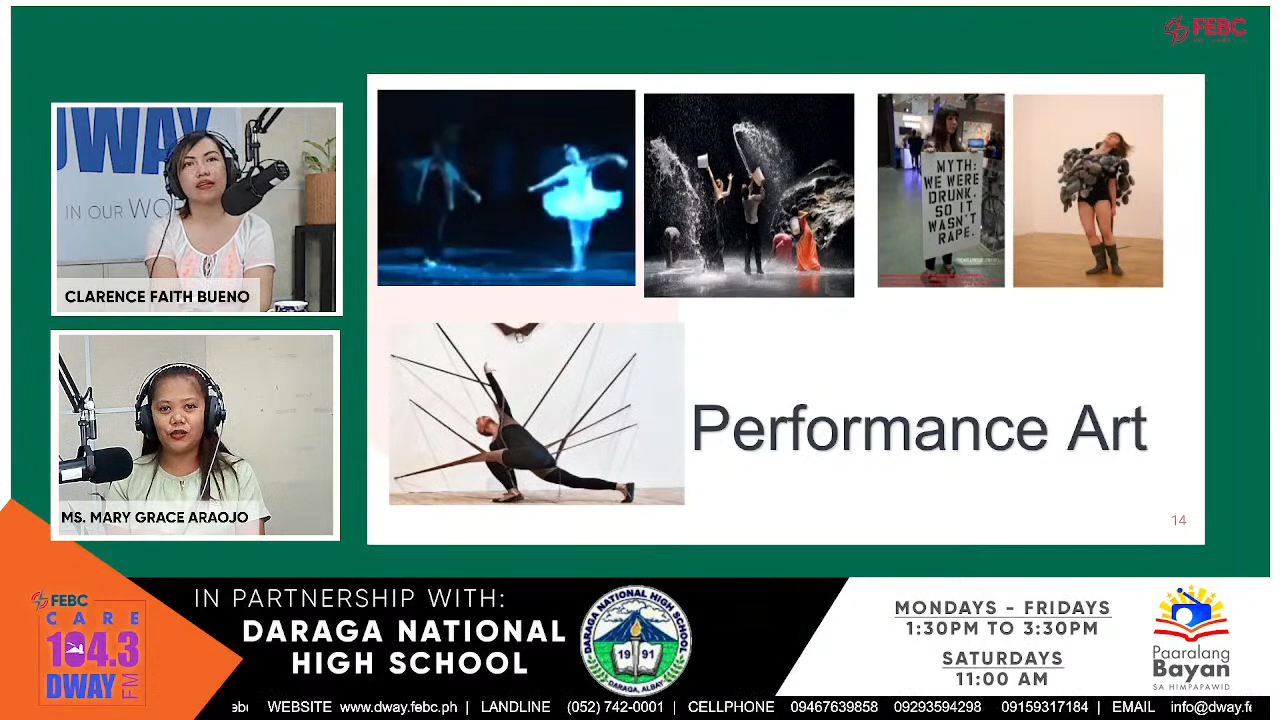 FEBC
DWAY
IN OUR WO
CLARENCE FAITH BUENO
MS. MARY GRACE ARAOJO
MYTH:
WE WERE
DRUNK.
SO IT
WASN'T
RAPE.
Performance Art
14
FEBC
CARE
104.3
DWAY FM
IN PARTNERSHIP WITH:
DARAGA NATIONAL
HIGH SCHOOL
DARAGA NATIONAL HIGH SCHOOL
1991
DARAGA, ALBAY
MONDAYS - FRIDAYS
1:30PM TO 3:30PM
SATURDAYS
11:00 AM
Paaralang
Bayan
SA HIMPAPAWID
WEBSITE www.dway.febc.ph | LANDLINE (052) 742-0001 | CELLPHONE 09467639858 09293594298 09159317184 | EMAIL info@dway.fe